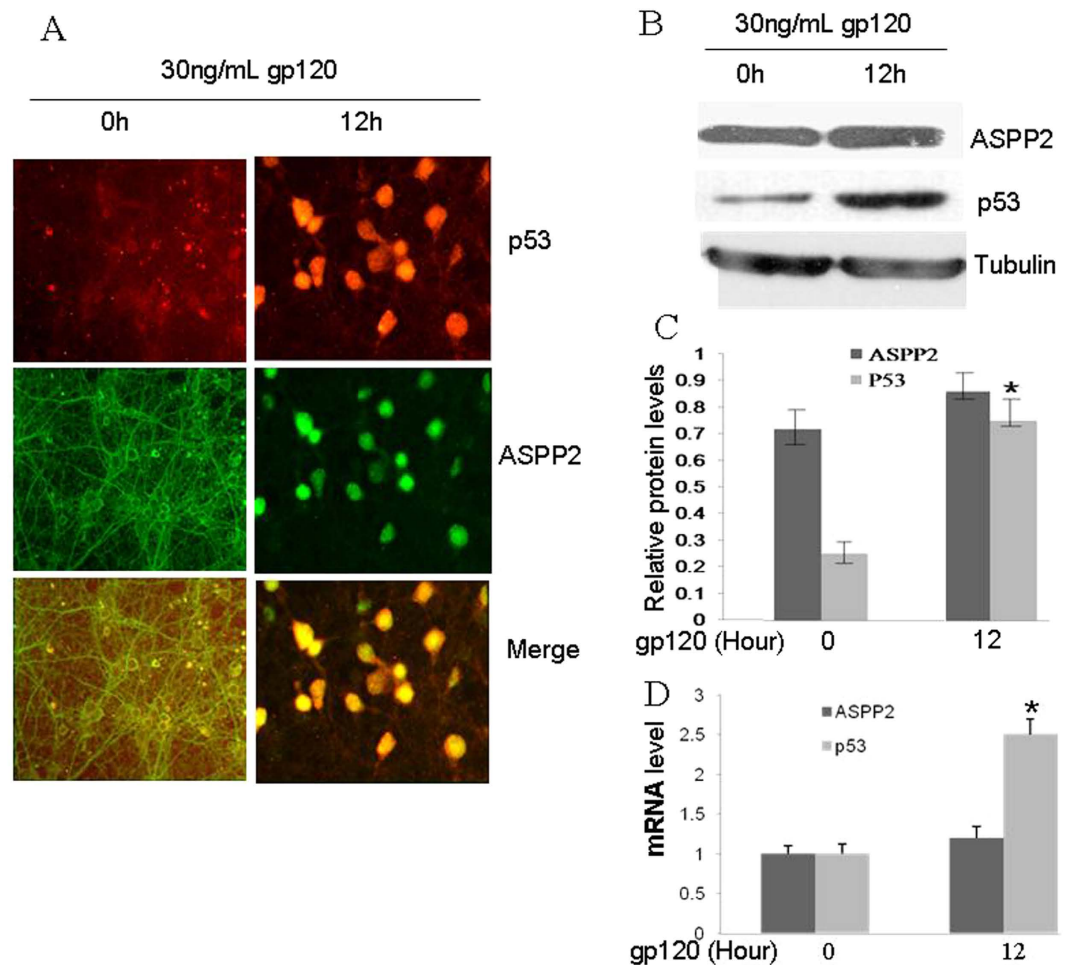 A
30ng/mL gp120
0h 12h
p53
ASPP2
Merge
B
30ng/mL gp120
0h 12h
ASPP2
p53
Tubulin
C
Relative protein levels
1
0.9
0.8
0.7
0.6
0.5
0.4
0.3
0.2
0.1
0
ASPP2
P53
*
gp120 (Hour) 0 12
D
mRNA level
3
2.5
2
1.5
1
0.5
0
ASPP2
p53
*
gp120 (Hour) 0 12